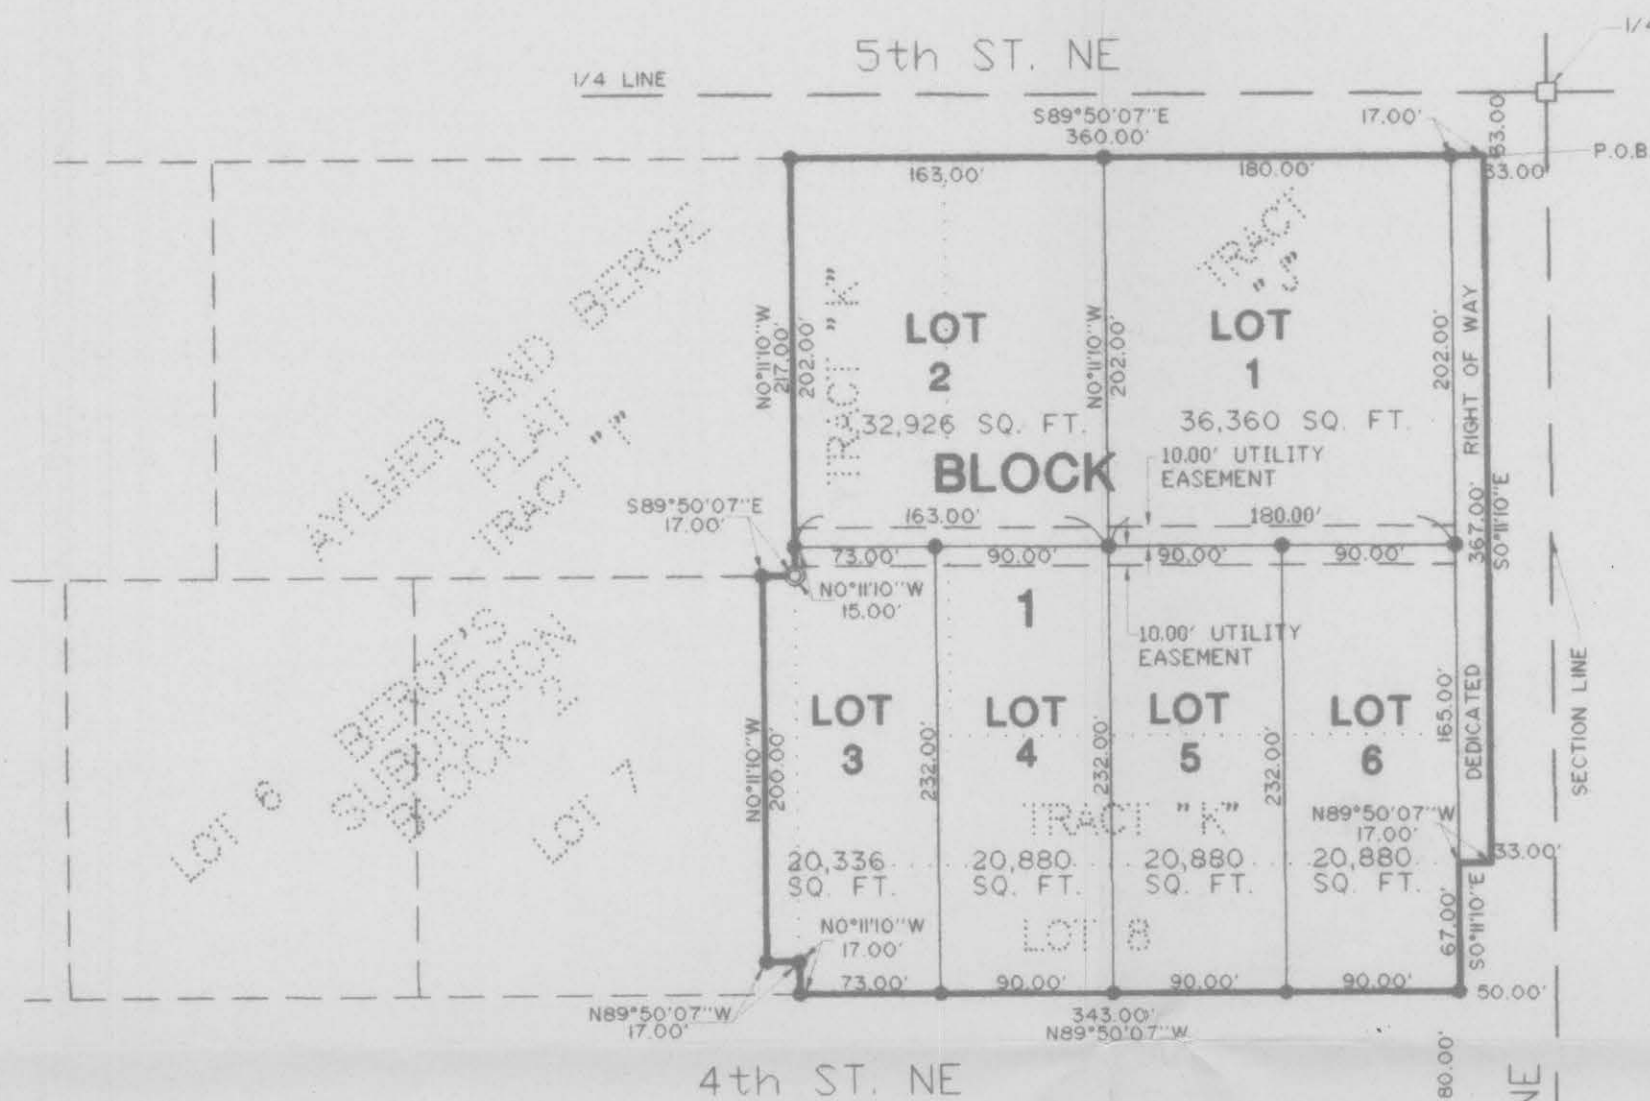 5th ST. NE
1/4 LINE
S89°50'07"E
360.00'
17.00'
33.00
P.O.B
33.00'
163.00'
180.00'
AYLMER AND BERGE
PLAT
TRACT "I"
TRACT "K"
TRACT
"J"
N0°11'10"W
217.00'
202.00'
N0°11'10"W
202.00'
202.00'
RIGHT OF WAY
LOT
2
32,926 SQ. FT.
LOT
1
36,360 SQ. FT.
BLOCK
10.00' UTILITY
EASEMENT
S89°50'07"E
17.00'
163.00'
180.00'
367.00'
S0°11'10"E
73.00'
90.00'
90.00'
90.00'
N0°11'10"W
15.00'
1
10.00' UTILITY
EASEMENT
BERGE'S
SUBDIVISION
BLOCK 2
LOT 6
LOT 7
N0°11'10"W
200.00'
LOT
3
232.00'
LOT
4
232.00'
LOT
5
232.00'
LOT
6
165.00'
DEDICATED
SECTION LINE
TRACT "K"
N89°50'07"W
17.00'
33.00'
20,336
SQ. FT.
20,880
SQ. FT.
20,880
SQ. FT.
20,880
SQ. FT.
N0°11'10"W
17.00'
LOT 8
67.00'
S0°11'10"E
73.00'
90.00'
90.00'
90.00'
50.00'
N89°50'07"W
17.00'
343.00'
N89°50'07"W
4th ST. NE
80.00'
NE